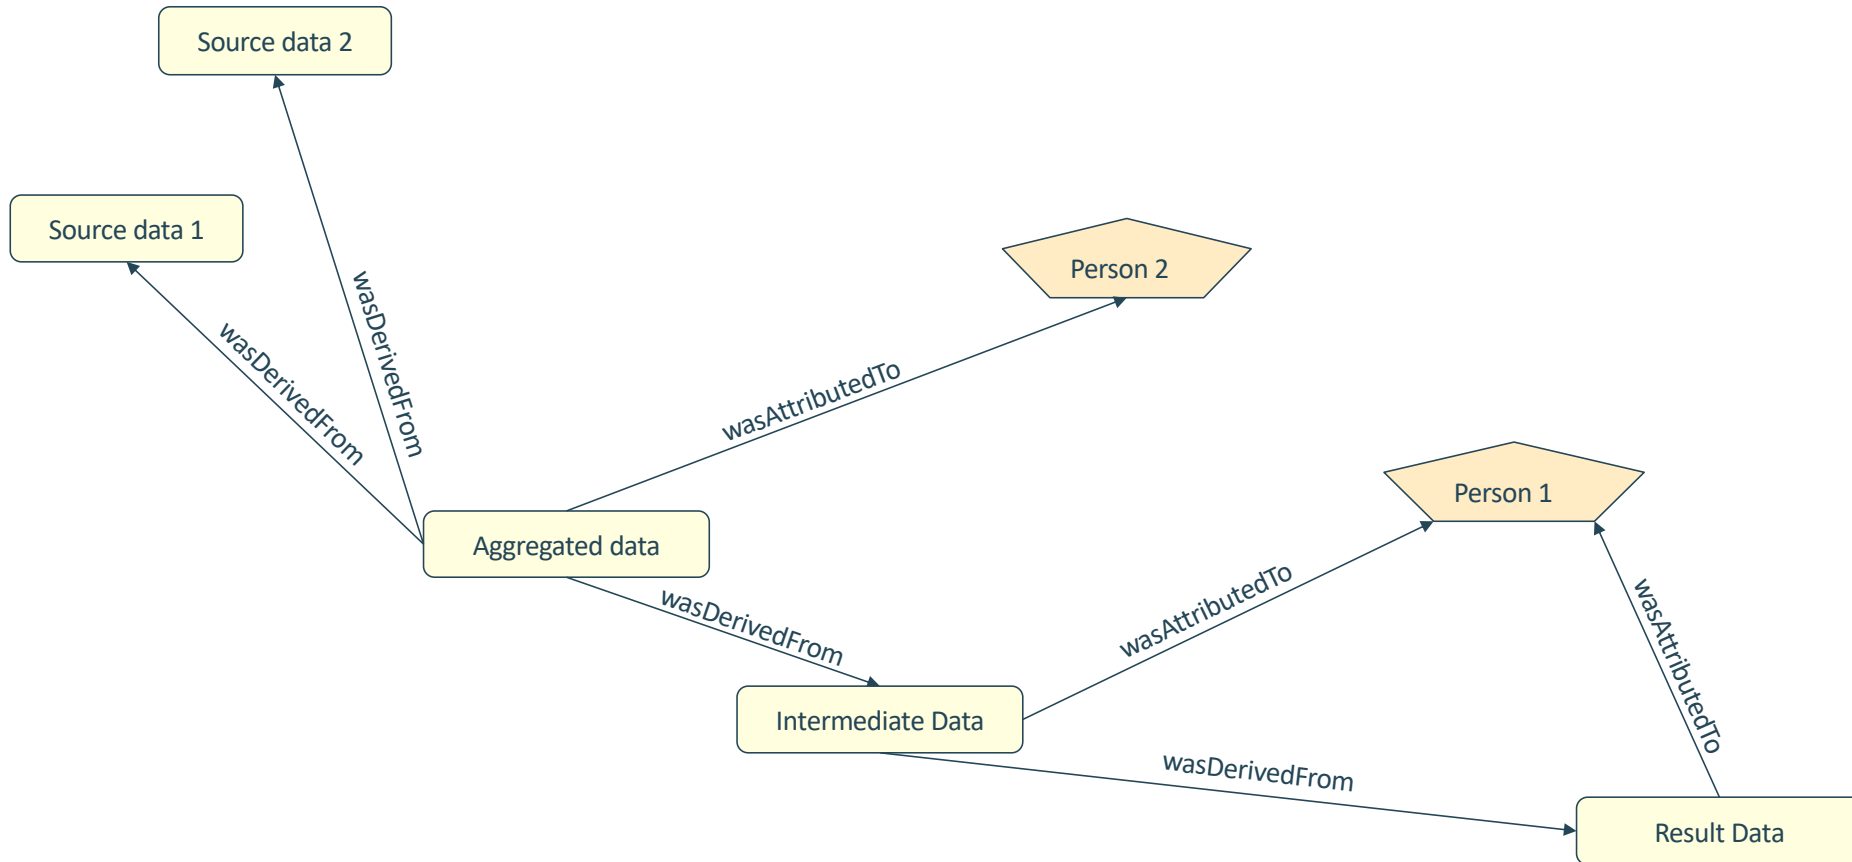 Source data 2
Source data 1
wasDerivedFrom
wasDerivedFrom
Person 2
wasAttributedTo
Person 1
Aggregated data
wasDerivedFrom
wasAttributedTo
wasAttributedTo
Intermediate Data
wasDerivedFrom
Result Data